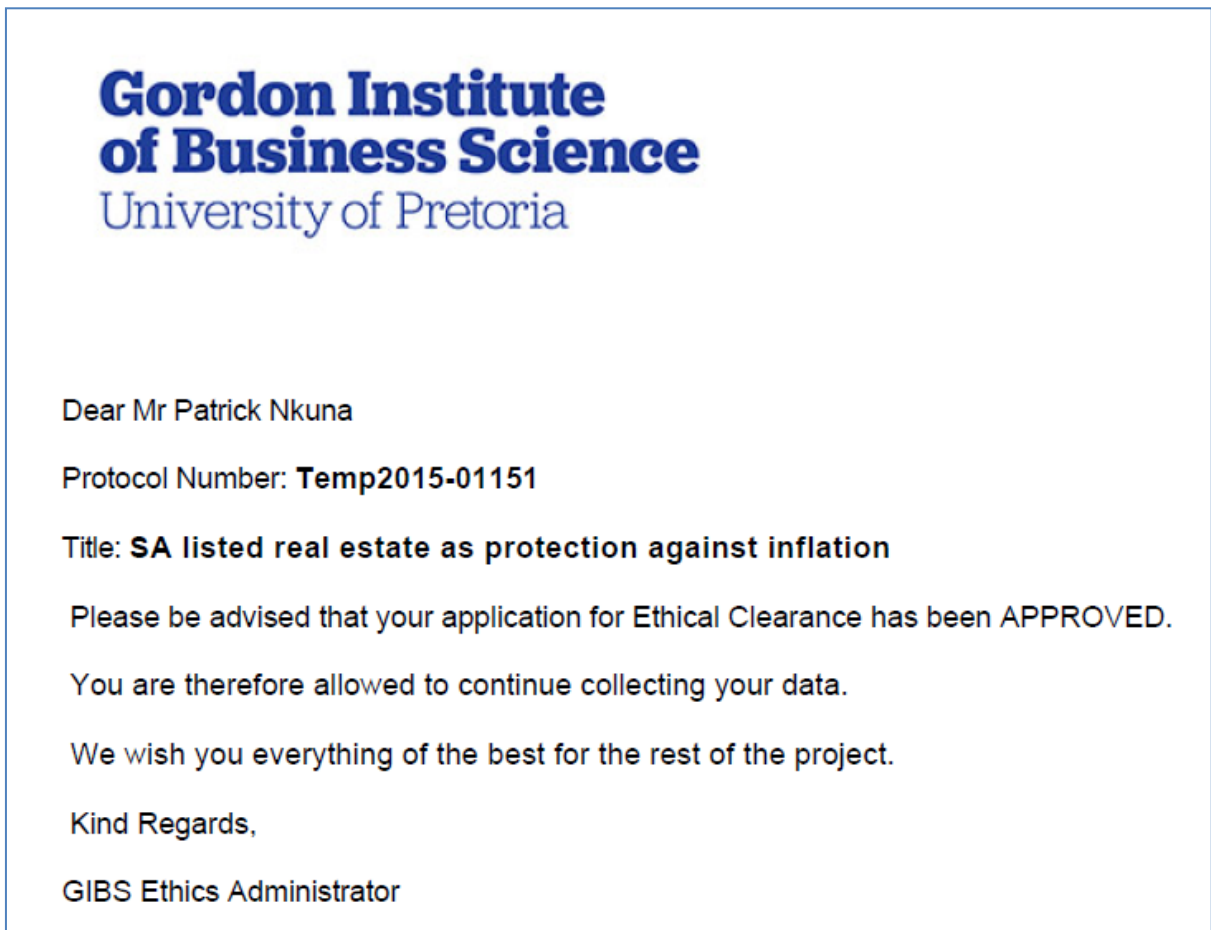 Gordon Institute
of Business Science
University of Pretoria
Dear Mr Patrick Nkuna
Protocol Number: Temp2015-01151
Title: SA listed real estate as protection against inflation
Please be advised that your application for Ethical Clearance has been APPROVED.
You are therefore allowed to continue collecting your data.
We wish you everything of the best for the rest of the project.
Kind Regards,
GIBS Ethics Administrator